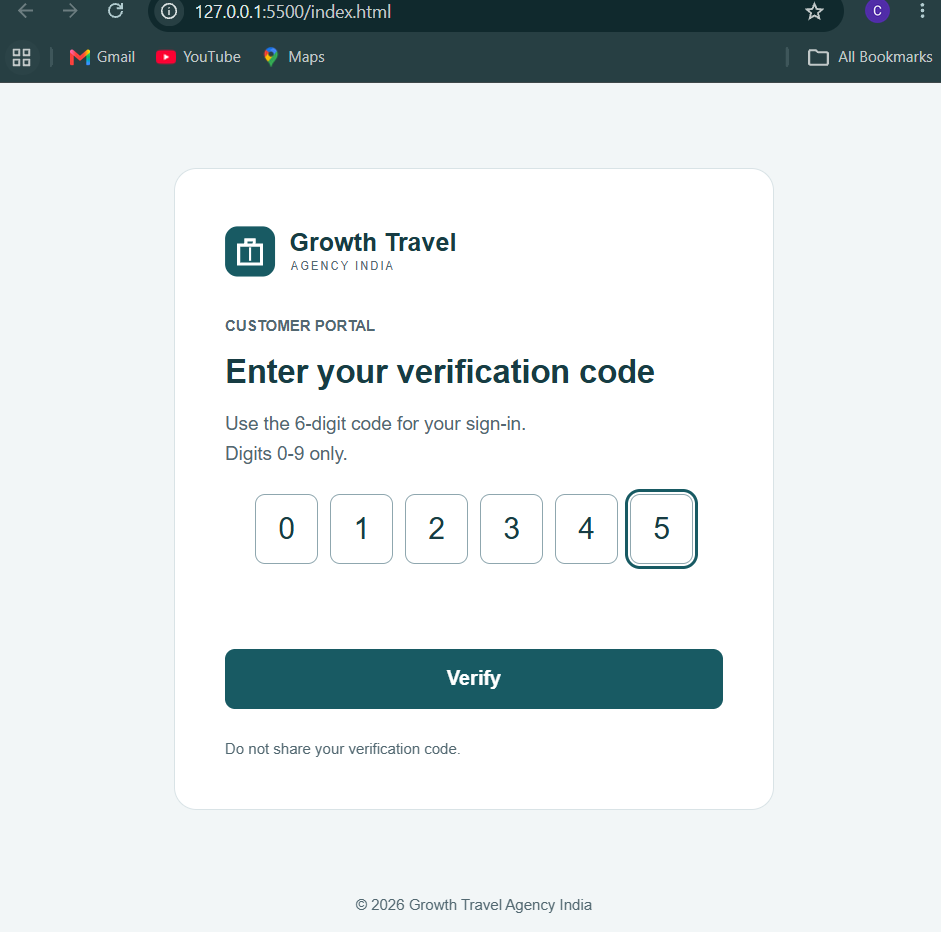 127.0.0.1:5500/index.html
C
Gmail
YouTube
Maps
All Bookmarks
Growth Travel
AGENCY INDIA
CUSTOMER PORTAL
Enter your verification code
Use the 6-digit code for your sign-in.
Digits 0-9 only.
0 1 2 3 4 5
Verify
Do not share your verification code.
© 2026 Growth Travel Agency India